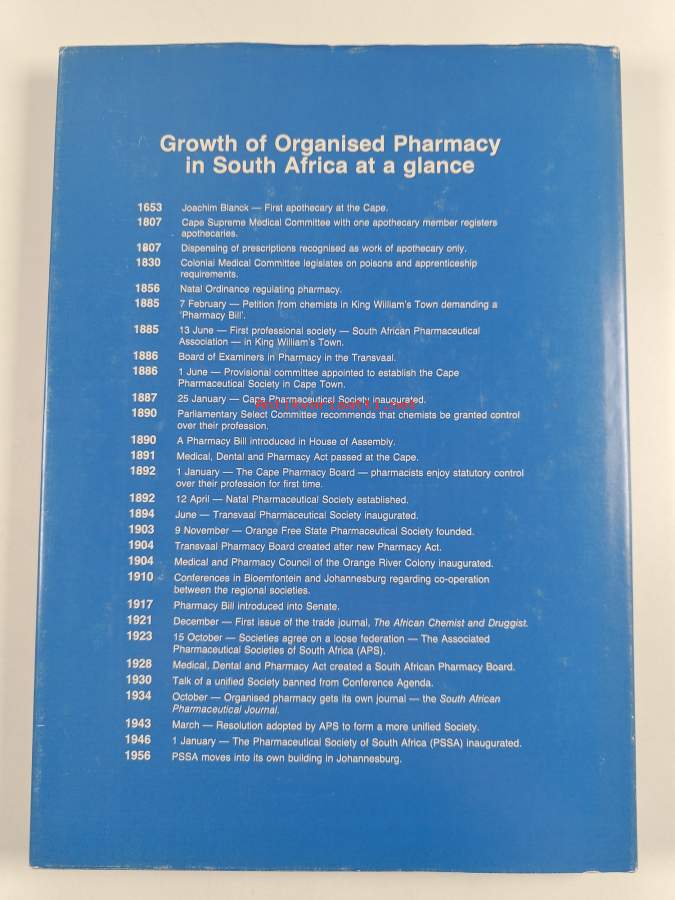 Growth of Organised Pharmacy
in South Africa at a glance
1653 Joachim Blanck — First apothecary at the Cape.
1807 Cape Supreme Medical Committee with one apothecary member registers
apothecaries.
1807 Dispensing of prescriptions recognised as work of apothecary only.
1830 Colonial Medical Committee legislates on poisons and apprenticeship
requirements.
1856 Natal Ordinance regulating pharmacy.
1885 7 February — Petition from chemists in King William's Town demanding a
'Pharmacy Bill'.
1885 13 June — First professional society — South African Pharmaceutical
Association — in King William's Town.
1886 Board of Examiners in Pharmacy in the Transvaal.
1886 1 June — Provisional committee appointed to establish the Cape
Pharmaceutical Society in Cape Town.
1887 25 January — Cape Pharmaceutical Society inaugurated.
antikvariaatti.net
1890 Parliamentary Select Committee recommends that chemists be granted control
over their profession.
1890 A Pharmacy Bill introduced in House of Assembly.
1891 Medical, Dental and Pharmacy Act passed at the Cape.
1892 1 January — The Cape Pharmacy Board — pharmacists enjoy statutory control
over their profession for first time.
1892 12 April — Natal Pharmaceutical Society established.
1894 June — Transvaal Pharmaceutical Society inaugurated.
1903 9 November — Orange Free State Pharmaceutical Society founded.
1904 Transvaal Pharmacy Board created after new Pharmacy Act.
1904 Medical and Pharmacy Council of the Orange River Colony inaugurated.
1910 Conferences in Bloemfontein and Johannesburg regarding co-operation
between the regional societies.
1917 Pharmacy Bill introduced into Senate.
1921 December — First issue of the trade journal, The African Chemist and Druggist.
1923 15 October — Societies agree on a loose federation — The Associated
Pharmaceutical Societies of South Africa (APS).
1928 Medical, Dental and Pharmacy Act created a South African Pharmacy Board.
1930 Talk of a unified Society banned from Conference Agenda.
1934 October — Organised pharmacy gets its own journal — the South African
Pharmaceutical Journal.
1943 March — Resolution adopted by APS to form a more unified Society.
1946 1 January — The Pharmaceutical Society of South Africa (PSSA) inaugurated.
1956 PSSA moves into its own building in Johannesburg.